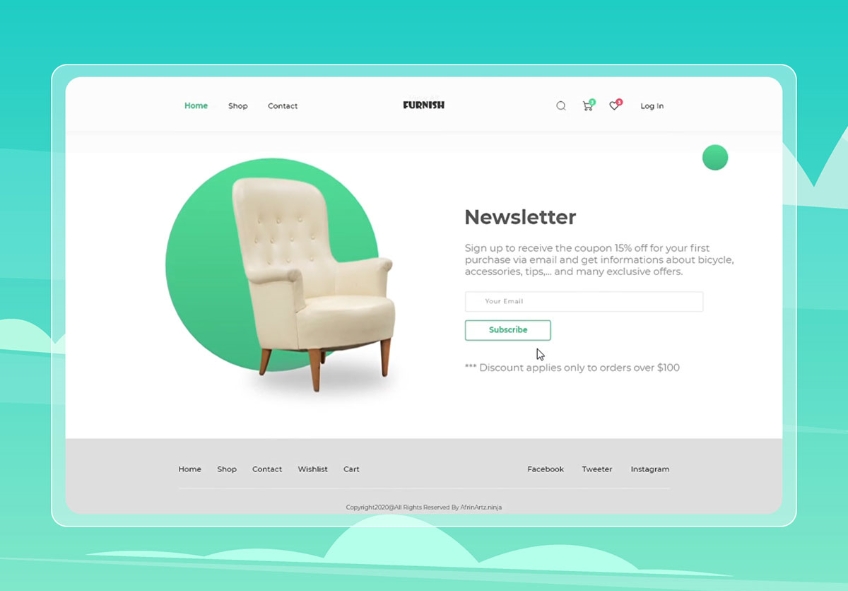 Home Shop Contact FURNISH Log In
Newsletter
Sign up to receive the coupon 15% off for your first
purchase via email and get informations about bicycle,
accessories, tips,... and many exclusive offers.
Your Email
Subscribe
*** Discount applies only to orders over $100
Home Shop Contact Wishlist Cart Facebook Tweeter Instagram
Copyright2020@All Rights Reserved By